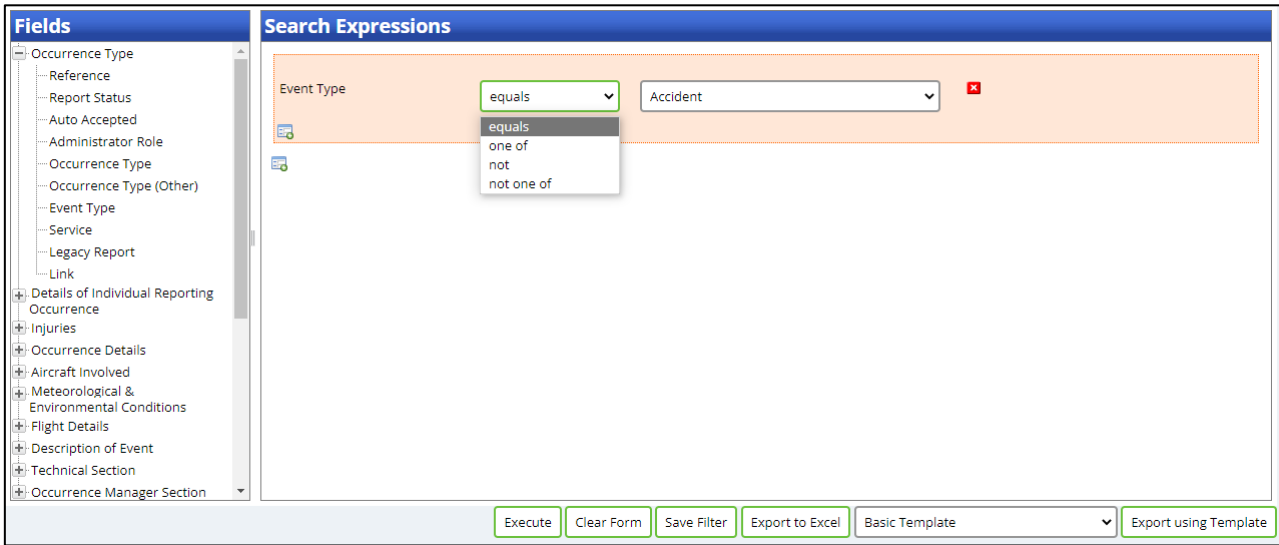 Fields
Occurrence Type
Reference
Report Status
Auto Accepted
Administrator Role
Occurrence Type
Occurrence Type (Other)
Event Type
Service
Legacy Report
Link
Details of Individual Reporting
Occurrence
Injuries
Occurrence Details
Aircraft Involved
Meteorological &
Environmental Conditions
Flight Details
Description of Event
Technical Section
Occurrence Manager Section
Search Expressions
Event Type
equals
Accident
equals
one of
not
not one of
Execute
Clear Form
Save Filter
Export to Excel
Basic Template
Export using Template